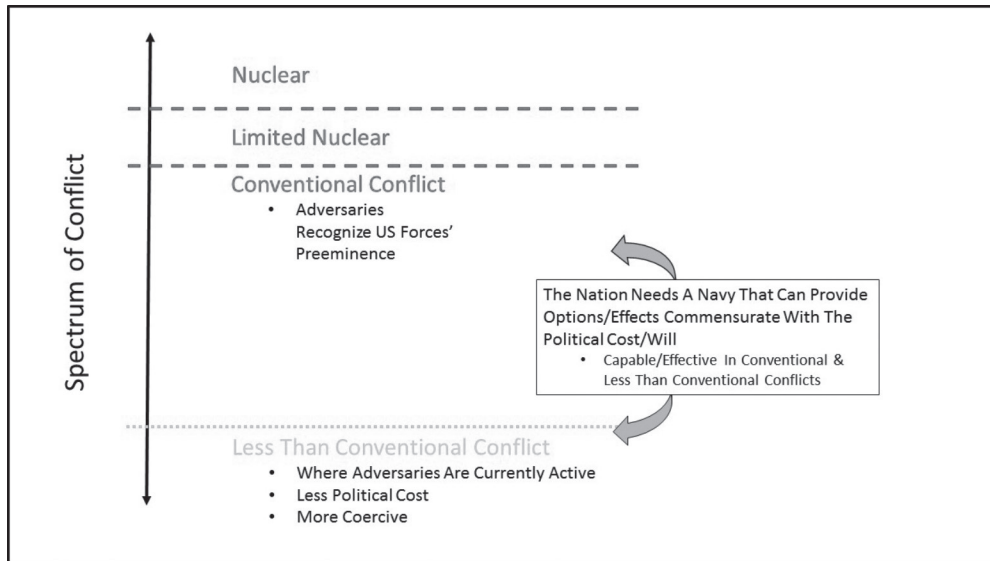 Spectrum of Conflict
Nuclear
Limited Nuclear
Conventional Conflict
• Adversaries
Recognize US Forces’
Preeminence
The Nation Needs A Navy That Can Provide
Options/Effects Commensurate With The
Political Cost/Will
• Capable/Effective In Conventional &
Less Than Conventional Conflicts
Less Than Conventional Conflict
• Where Adversaries Are Currently Active
• Less Political Cost
• More Coercive